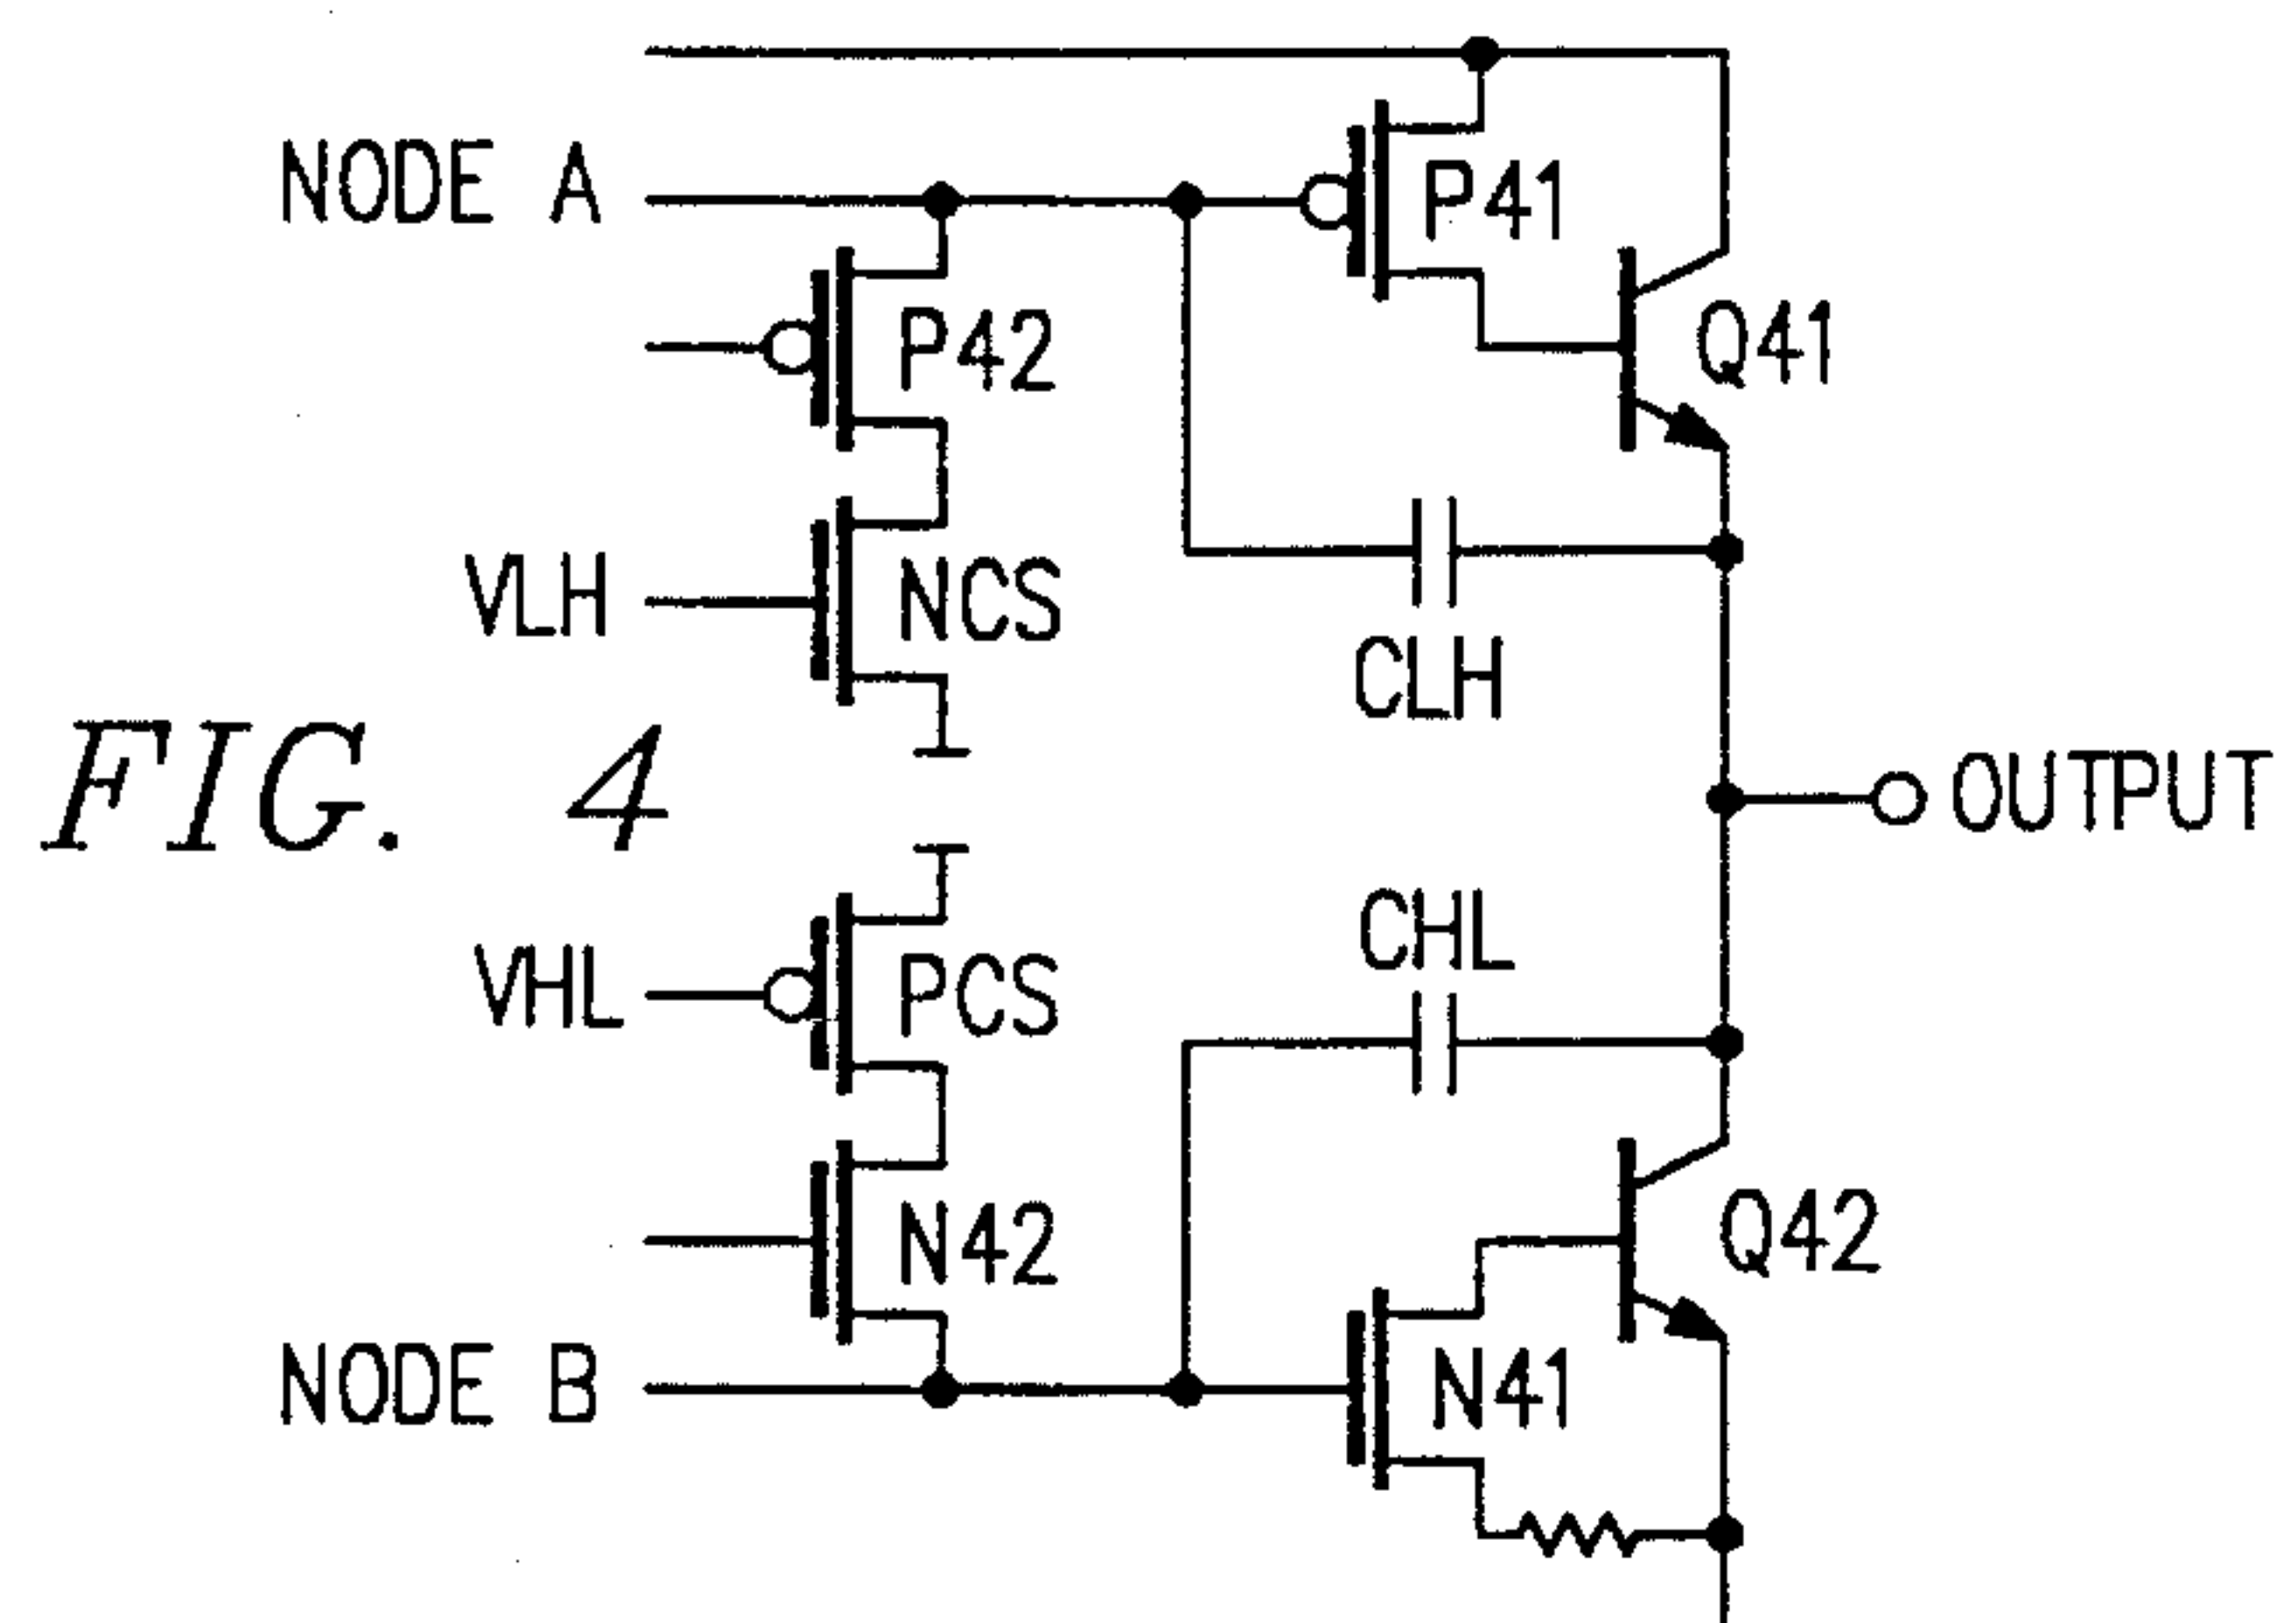 NODE A
P41
P42
Q41
VLH
NCS
CLH
FIG. 4
OUTPUT
CHL
VHL
PCS
N42
Q42
NODE B
N41